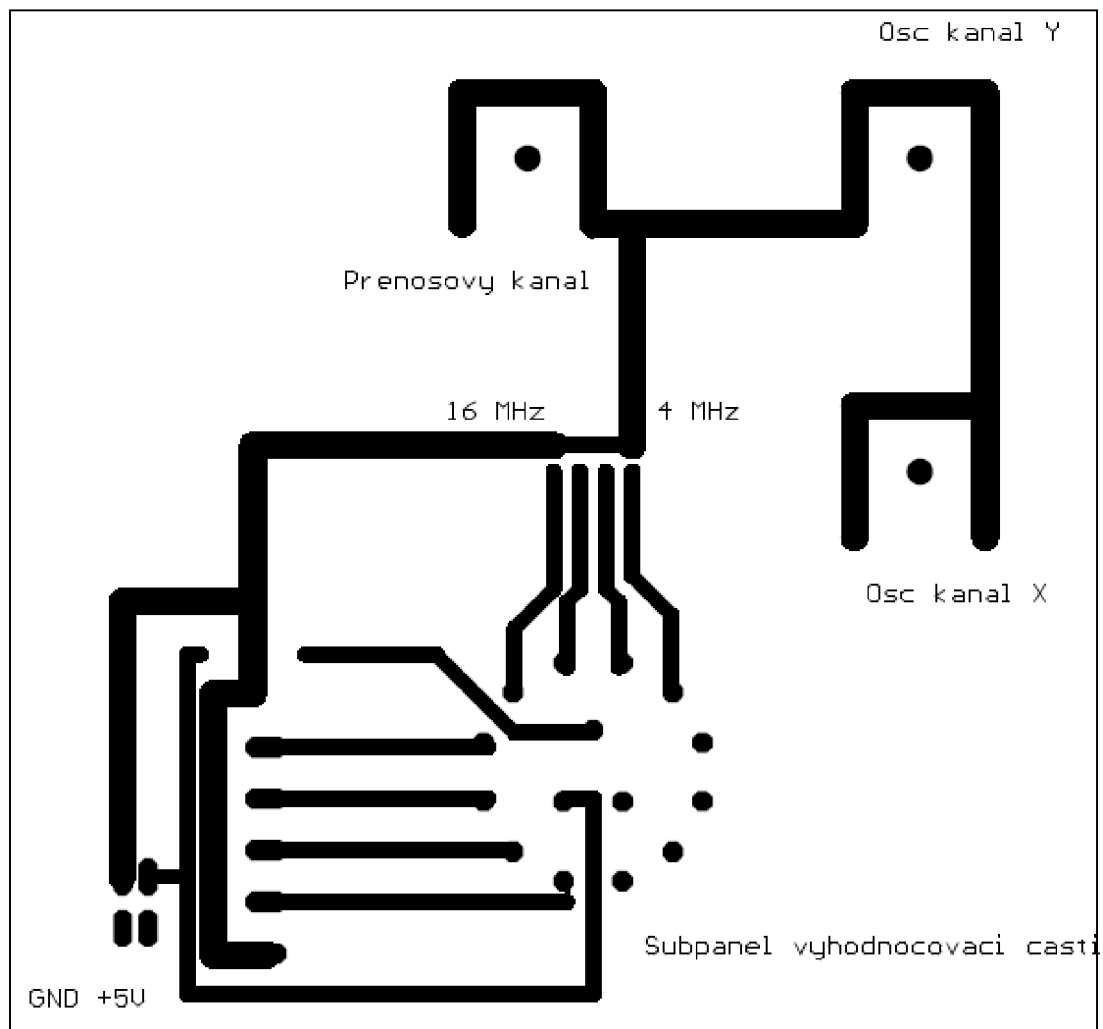 Osc kanal Y
Prenosovy kanal
16 MHz
4 MHz
Osc kanal X
Subpanel vyhodnocovaci casti
GND +5V